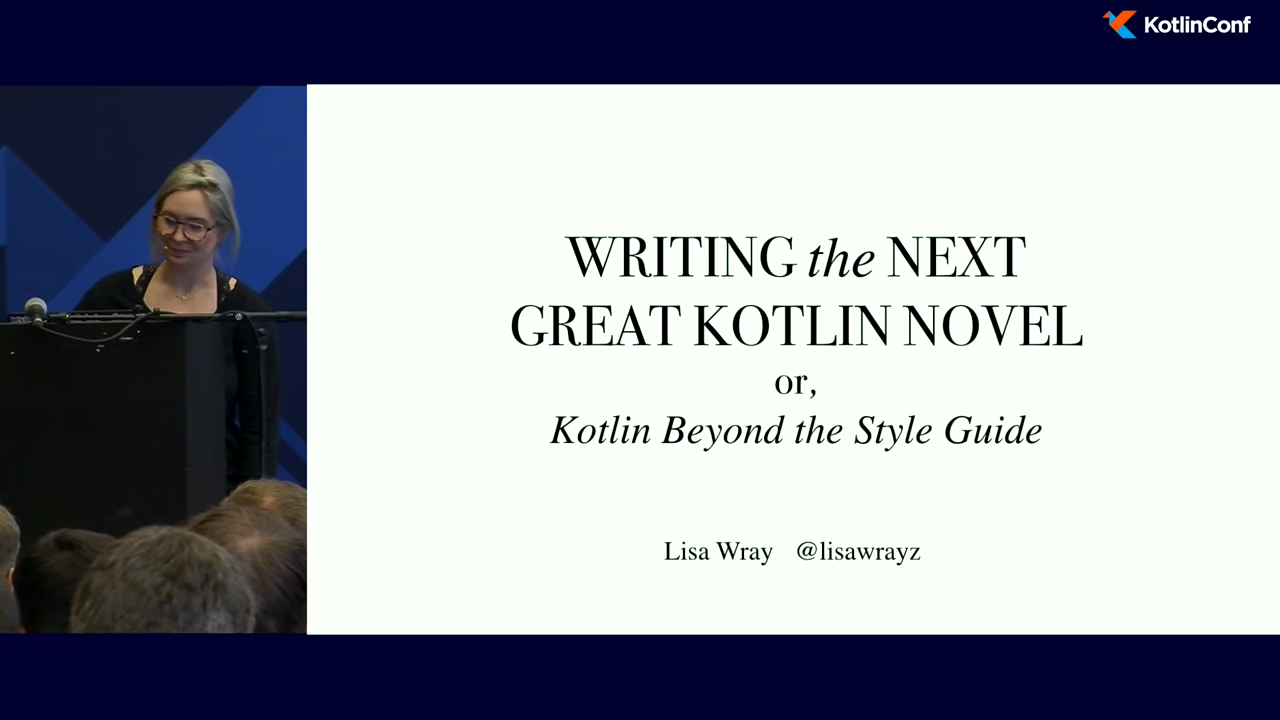 KotlinConf
WRITING the NEXT
GREAT KOTLIN NOVEL
or,
Kotlin Beyond the Style Guide
Lisa Wray @lisawrayz